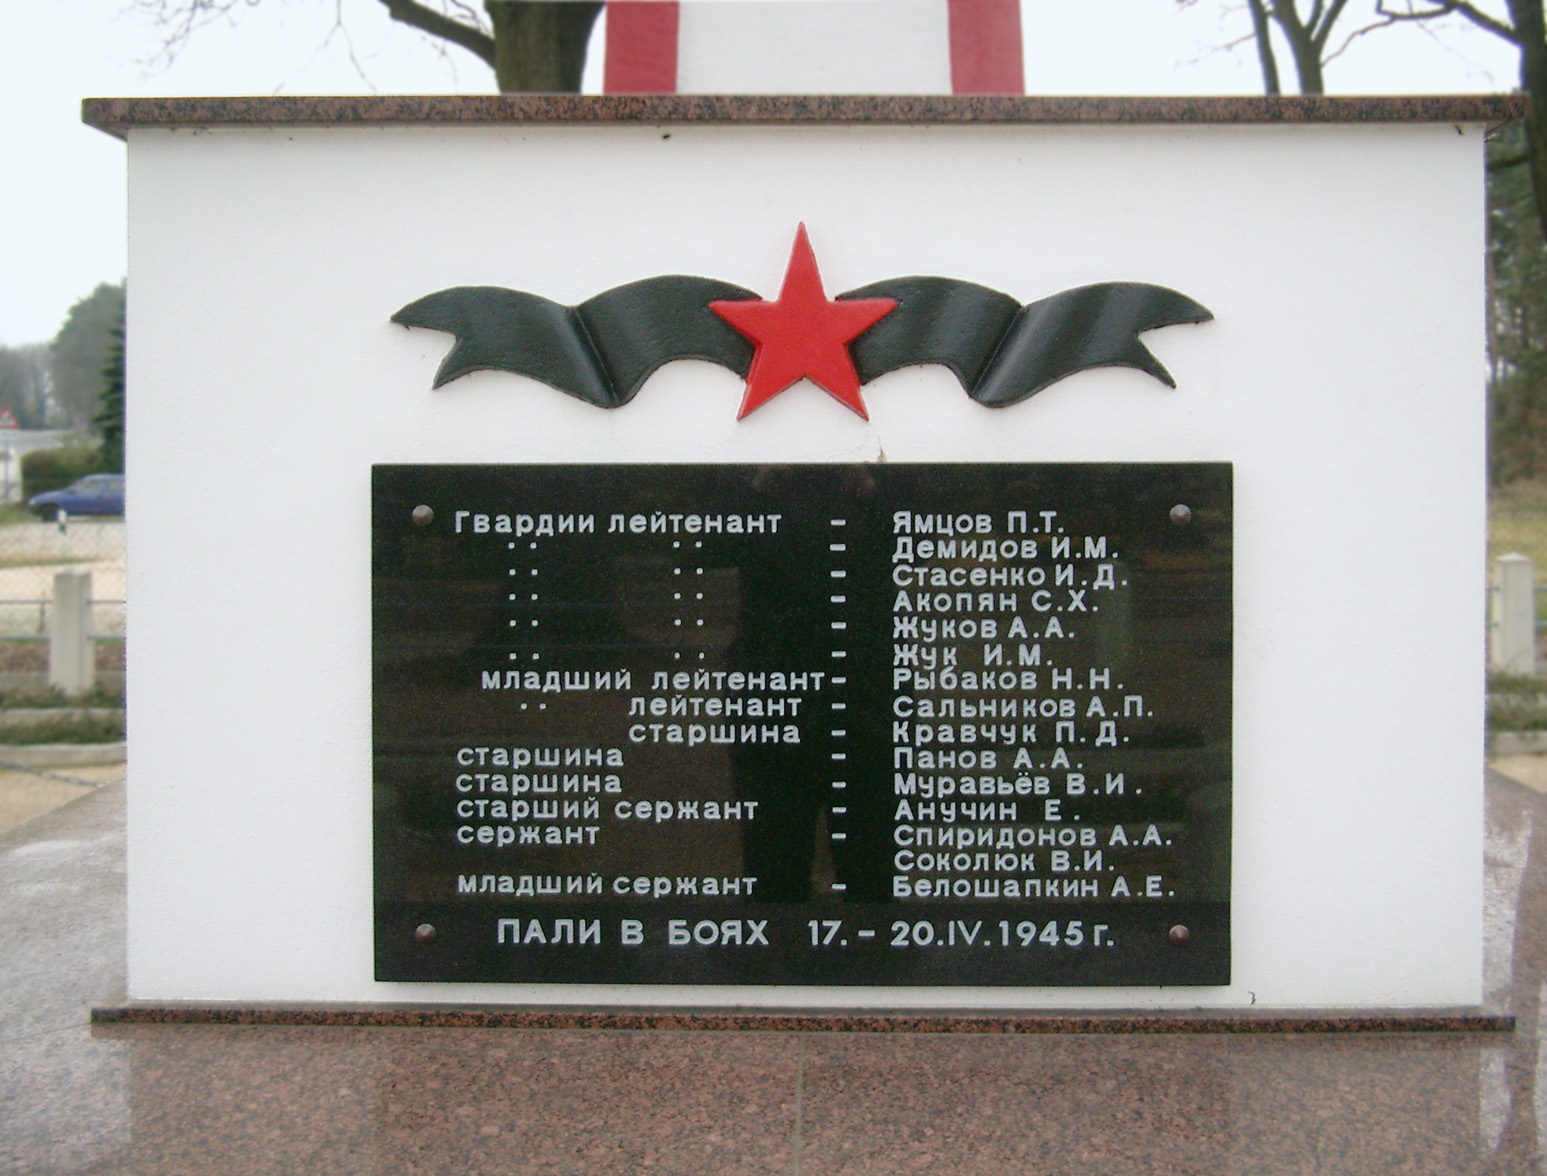 Гвардии лейтенант - Ямцов П.Т.
·· ·· - Демидов И.М.
·· ·· - Стасенко И.Д.
·· ·· - Акопян С.Х.
·· ·· - Жуков А.А.
·· ·· - Жук И.М.
младший лейтенант - Рыбаков Н.Н.
·· лейтенант - Сальников А.П.
старшина - Кравчук П.Д.
старшина - Панов А.А.
старшина - Муравьёв В.И.
старший сержант - Анучин Е.
сержант - Спиридонов А.А.
Соколюк В.И.
младший сержант - Белошапкин А.Е.
ПАЛИ В БОЯХ 17. - 20.IV.1945 г.